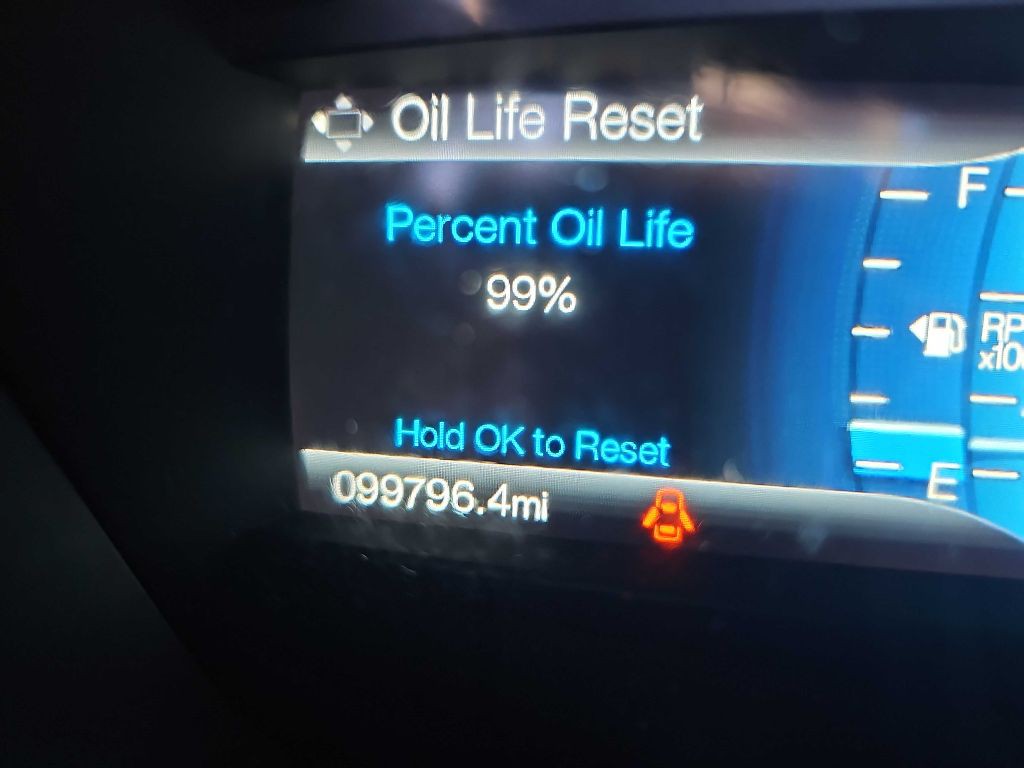 Oil Life Reset
Percent Oil Life
99%
Hold OK to Reset
099796.4mi
F
E